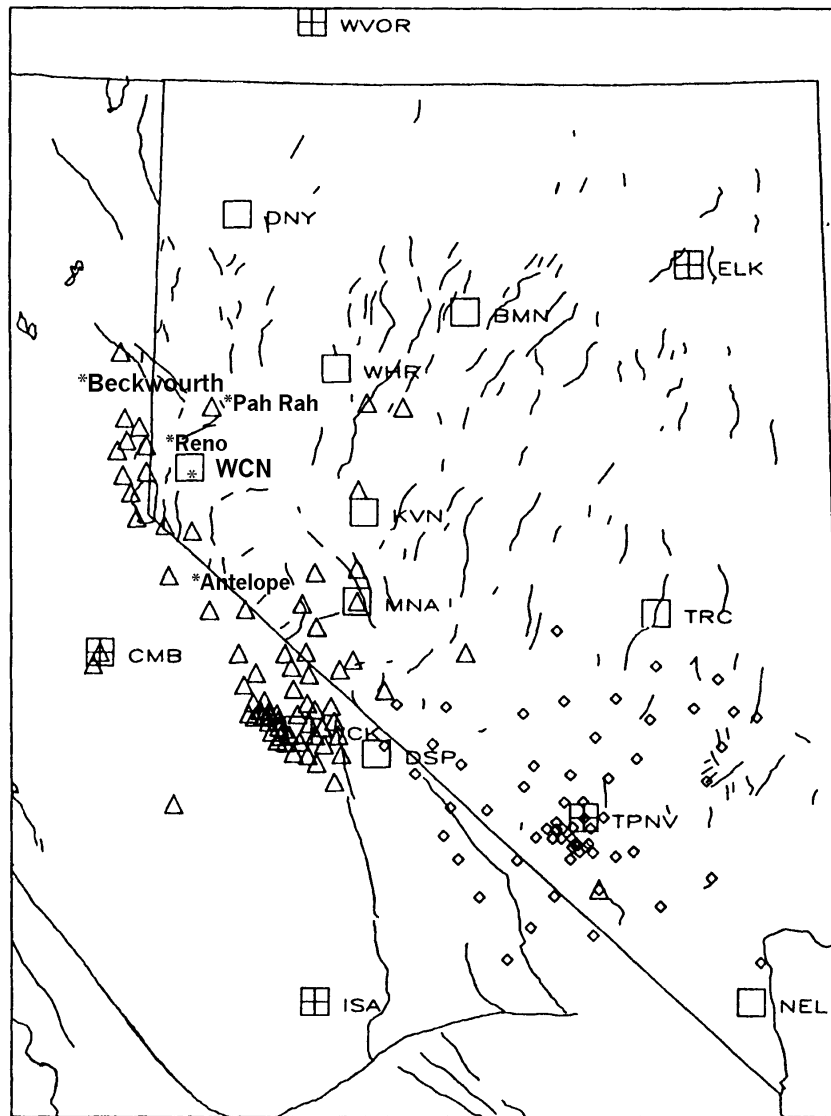 WVOR
DNY
ELK
BMN
WHR
*Beckwourth
*Pah Rah
*Reno
WCN
*
KVN
*Antelope
MNA
TRC
CMB
DSP
TPNV
ISA
NEL